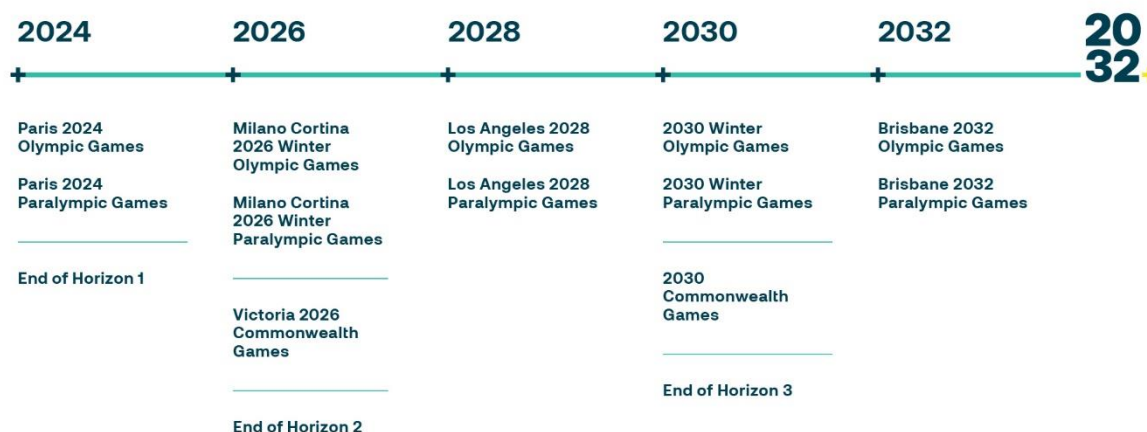 2024
2026
2028
2030
2032
20
32
Paris 2024
Olympic Games
Paris 2024
Paralympic Games
End of Horizon 1
Milano Cortina
2026 Winter
Olympic Games
Milano Cortina
2026 Winter
Paralympic Games
Victoria 2026
Commonwealth
Games
End of Horizon 2
Los Angeles 2028
Olympic Games
Los Angeles 2028
Paralympic Games
2030 Winter
Olympic Games
2030 Winter
Paralympic Games
2030
Commonwealth
Games
End of Horizon 3
Brisbane 2032
Olympic Games
Brisbane 2032
Paralympic Games